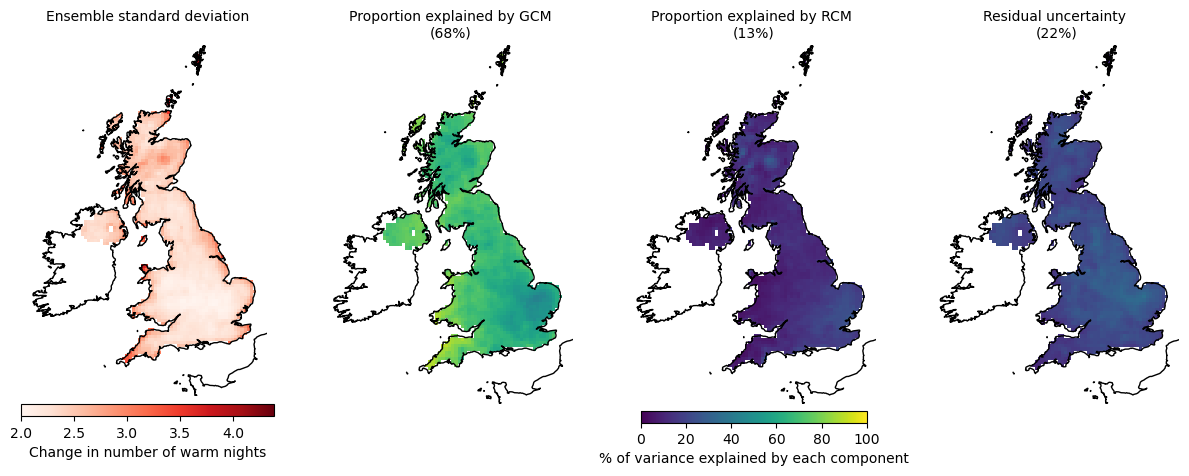 Ensemble standard deviation
Proportion explained by GCM
(68%)
Proportion explained by RCM
(13%)
Residual uncertainty
(22%)
2.0 2.5 3.0 3.5 4.0
Change in number of warm nights
0 20 40 60 80 100
% of variance explained by each component